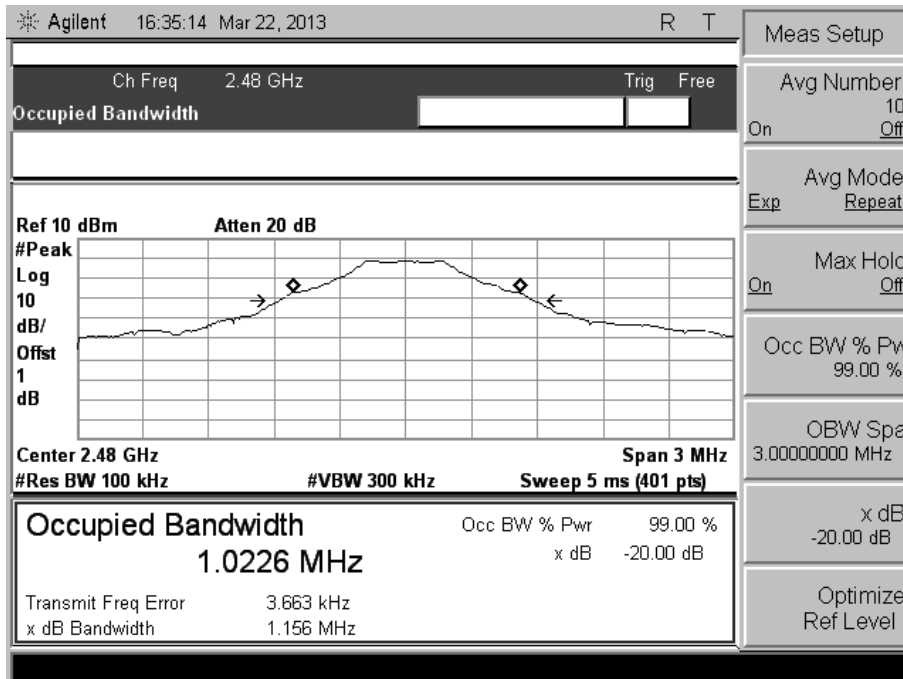 Agilent 16:35:14 Mar 22, 2013 R T
Ch Freq 2.48 GHz Trig Free
Occupied Bandwidth
Ref 10 dBm Atten 20 dB
#Peak
Log
10
dB/
Offst
1
dB
Center 2.48 GHz Span 3 MHz
#Res BW 100 kHz #VBW 300 kHz Sweep 5 ms (401 pts)
Occupied Bandwidth
1.0226 MHz
Occ BW % Pwr 99.00 %
x dB -20.00 dB
Transmit Freq Error 3.663 kHz
x dB Bandwidth 1.156 MHz
Meas Setup
Avg Number
10
On Off
Avg Mode
Exp Repeat
Max Hold
On Off
Occ BW % Pw
99.00 %
OBW Spa
3.00000000 MHz
x dB
-20.00 dB
Optimize
Ref Level